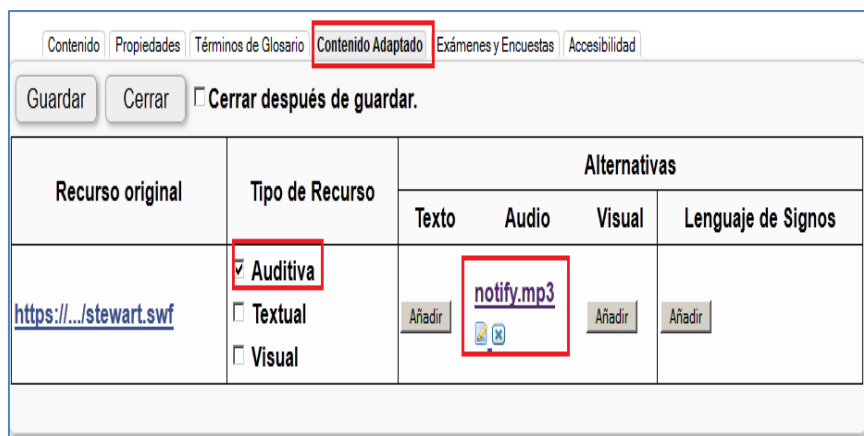 Contenido Propiedades Términos de Glosario Contenido Adaptado Exámenes y Encuestas Accesibilidad
Guardar Cerrar Cerrar después de guardar.
Recurso original Tipo de Recurso Alternativas
Texto Audio Visual Lenguaje de Signos
https://.../stewart.swf
Auditiva
Textual
Visual
Añadir notify.mp3 Añadir Añadir